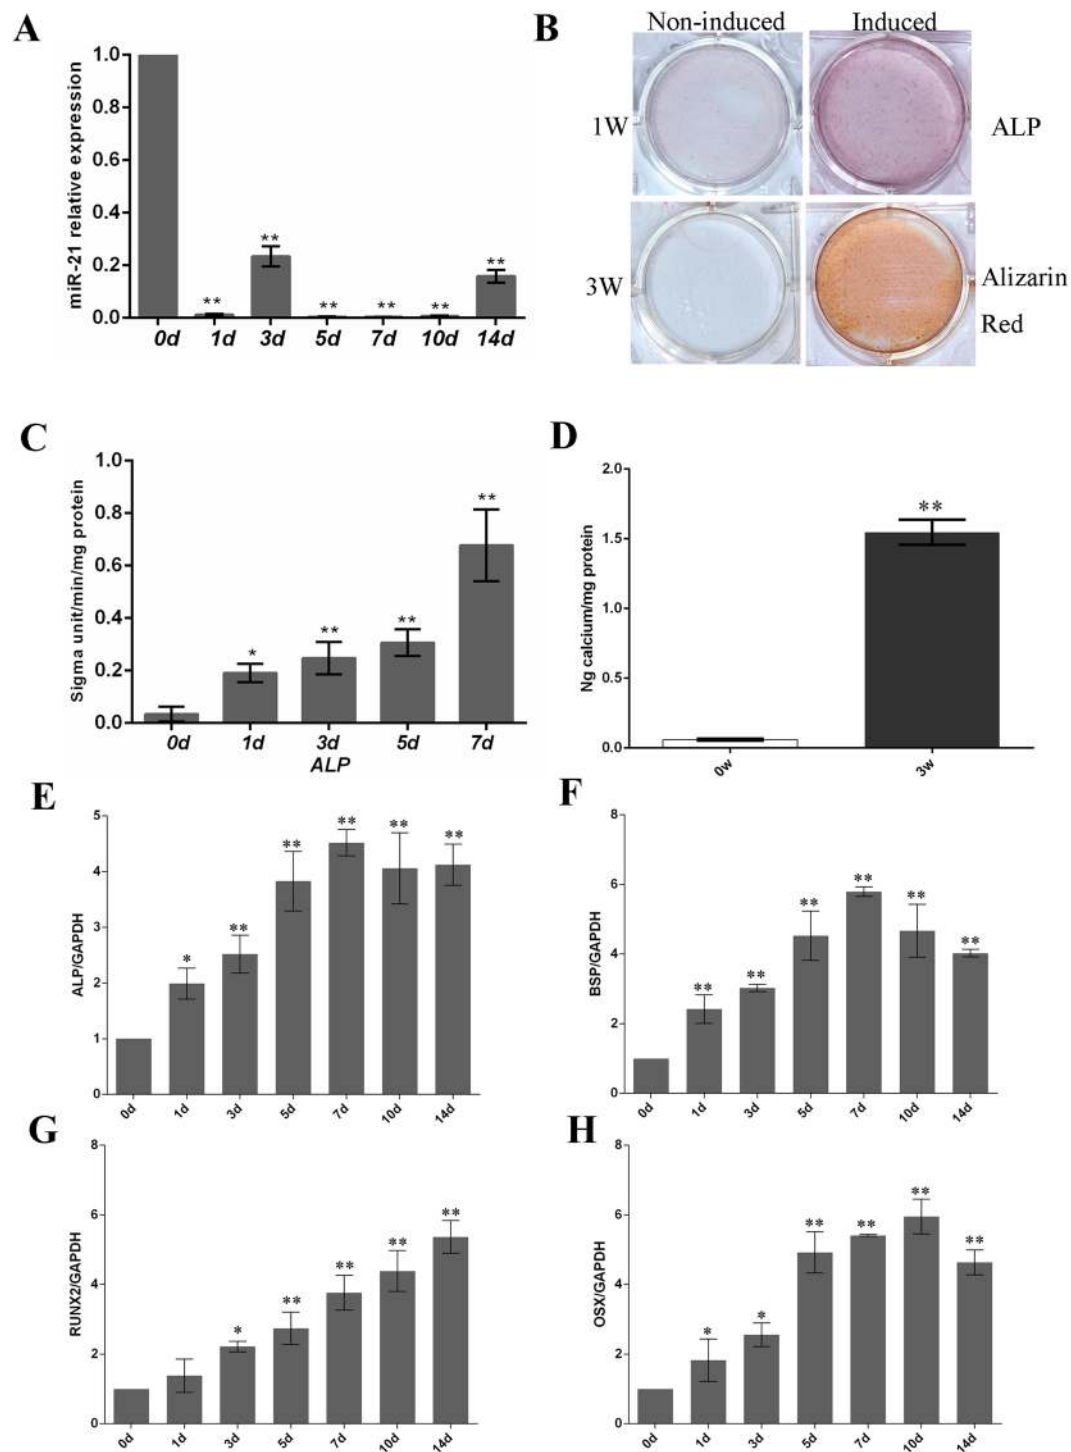 A
miR-21 relative expression
1.0
0.8
0.6
0.4
0.2
0.0
**
**
**
**
**
**
0d 1d 3d 5d 7d 10d 14d
B
Non-induced Induced
1W
ALP
3W
Alizarin
Red
C
Sigma unit/min/mg protein
1.0
0.8
0.6
0.4
0.2
0.0
*
**
**
**
0d 1d 3d 5d 7d
ALP
D
Ng calcium/mg protein
2.0
1.5
1.0
0.5
0.0
**
0w 3w
E
ALP/GAPDH
5
4
3
2
1
0
*
**
**
**
**
**
0d 1d 3d 5d 7d 10d 14d
F
BSP/GAPDH
8
6
4
2
0
**
**
**
**
**
**
0d 1d 3d 5d 7d 10d 14d
G
RUNX2/GAPDH
8
6
4
2
0
*
**
**
**
**
0d 1d 3d 5d 7d 10d 14d
H
OSX/GAPDH
8
6
4
2
0
*
*
**
**
**
**
0d 1d 3d 5d 7d 10d 14d